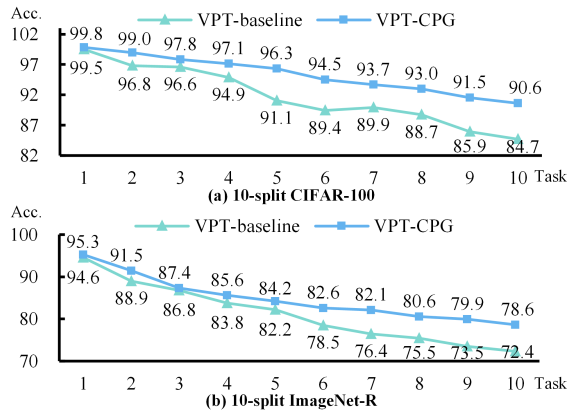 Acc.
VPT-baseline VPT-CPG
102
97
92
87
82
99.8 99.0 97.8 97.1 96.3 94.5 93.7 93.0 91.5 90.6
99.5 96.8 96.6 94.9 91.1 89.4 89.9 88.7 85.9 84.7
1 2 3 4 5 6 7 8 9 10 Task
(a) 10-split CIFAR-100
Acc.
VPT-baseline VPT-CPG
100
90
80
70
95.3 91.5 87.4 85.6 84.2 82.6 82.1 80.6 79.9 78.6
94.6 88.9 86.8 83.8 82.2 78.5 76.4 75.5 73.5 72.4
1 2 3 4 5 6 7 8 9 10 Task
(b) 10-split ImageNet-R